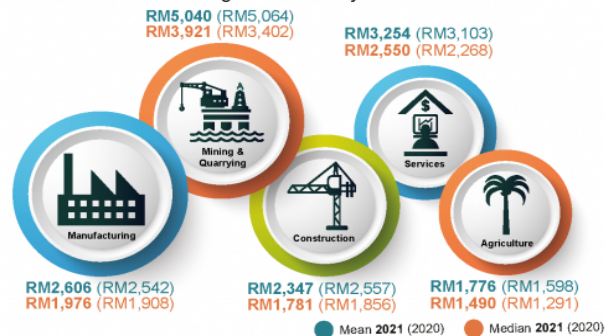 RM5,040 (RM5,064)
RM3,921 (RM3,402)
RM3,254 (RM3,103)
RM2,550 (RM2,268)
$
Mining &
Quarrying
Services
Manufacturing
Construction
Agriculture
RM2,606 (RM2,542)
RM1,976 (RM1,908)
RM2,347 (RM2,557)
RM1,781 (RM1,856)
RM1,776 (RM1,598)
RM1,490 (RM1,291)
Mean 2021 (2020)
Median 2021 (2020)